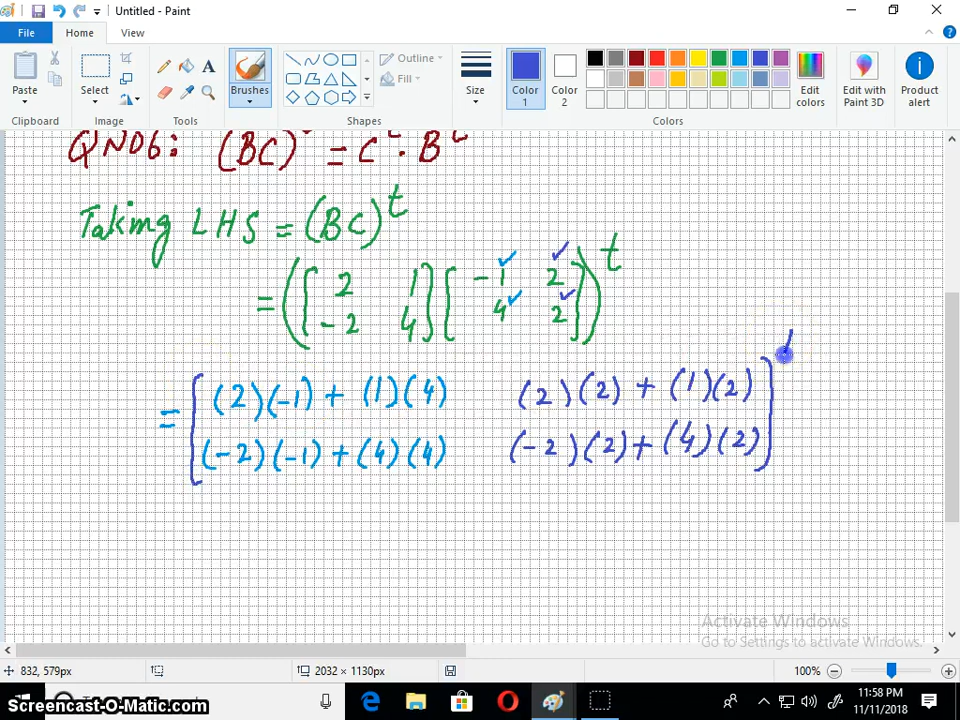 Untitled - Paint
File Home View
Paste Select Brushes Outline Fill Size Color 1 Color 2 Edit colors Edit with Paint 3D Product alert
Clipboard Image Tools Shapes Colors
QNO6: (BC)^t = C^t . B^t
Taking LHS = (BC)^t
= ([2 1] [-1 2])^t
[-2 4] [4 2]
= [(2)(-1) + (1)(4) (2)(2) + (1)(2)]
[(-2)(-1) + (4)(4) (-2)(2) + (4)(2)]
Activate Windows
Go to Settings to activate Windows.
832, 579px 2032 × 1130px 100%
11:58 PM
11/11/2018
Screencast-O-Matic.com